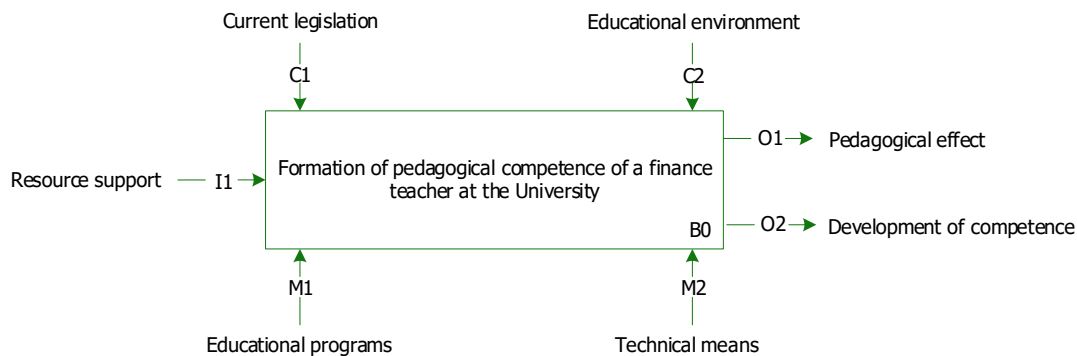 Current legislation
Educational environment
C1
C2
O1
Pedagogical effect
Formation of pedagogical competence of a finance
teacher at the University
Resource support
I1
B0
O2
Development of competence
M1
M2
Educational programs
Technical means